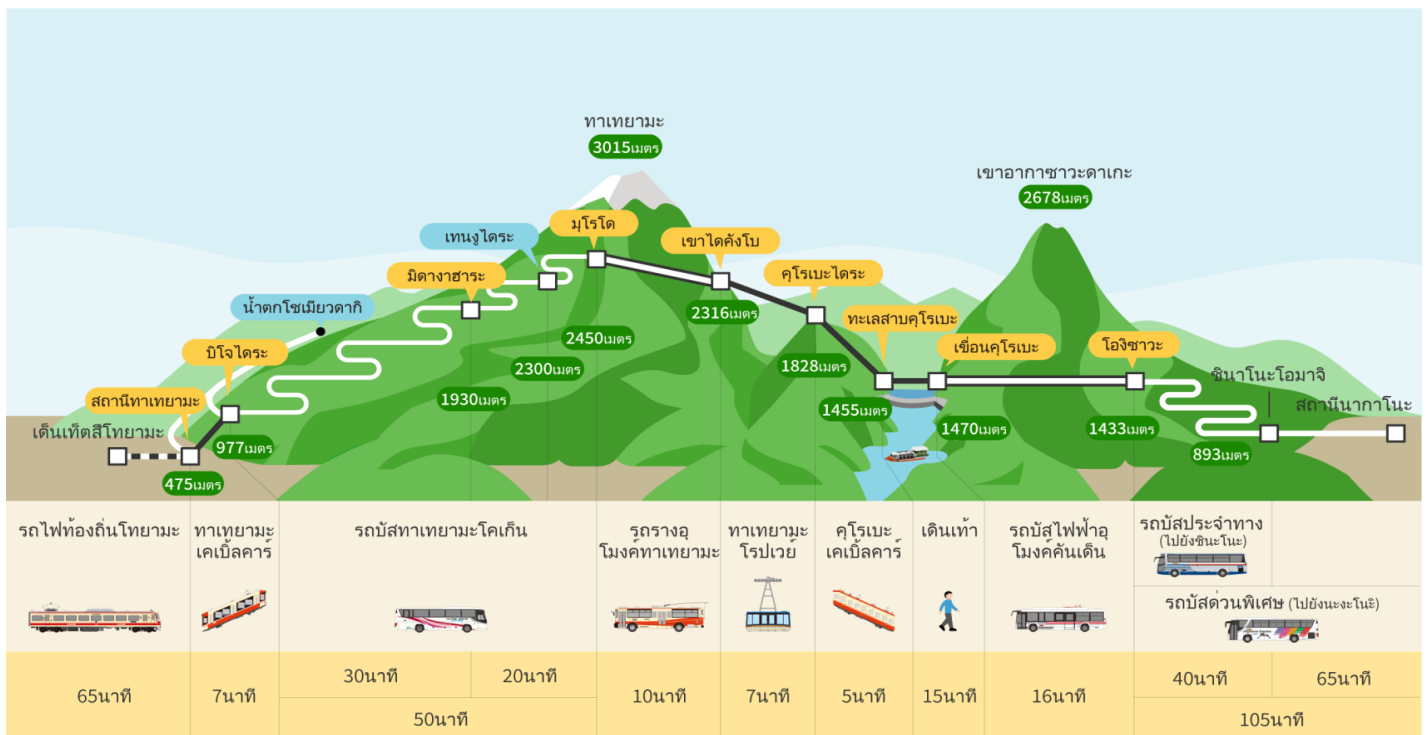 ทาเทยามะ
3015เมตร
เขาอากาซาวะดาเกะ
2678เมตร
มุโรโด
เทนงูไดระ
เขาไดคังโบ
มิดางาฮาระ
คุโรเบะไดระ
น้ำตกโชเมียวดากิ
2316เมตร
ทะเลสาบคุโรเบะ
2450เมตร
เขื่อนคุโรเบะ
โองิซาวะ
บิโจไดระ
2300เมตร
1828เมตร
ชินาโนะโอมาจิ
สถานีทาเทยามะ
1930เมตร
1455เมตร
สถานีนากาโนะ
เด็นเท็ตสึโทยามะ
977เมตร
1470เมตร
1433เมตร
893เมตร
475เมตร
รถไฟท้องถิ่นโทยามะ
ทาเทยามะ
เคเบิ้ลคาร์
รถบัสทาเทยามะโคเก็น
รถรางอุ
โมงค์ทาเทยามะ
ทาเทยามะ
โรปเวย์
คุโรเบะ
เคเบิ้ลคาร์
เดินเท้า
รถบัสไฟฟ้าอุ
โมงค์คันเด็น
รถบัสประจำทาง
(ไปยังชินะโนะ)
รถบัสด่วนพิเศษ (ไปยังนะงะโนะ)
65นาที
7นาที
30นาที
20นาที
50นาที
10นาที
7นาที
5นาที
15นาที
16นาที
40นาที
65นาที
105นาที